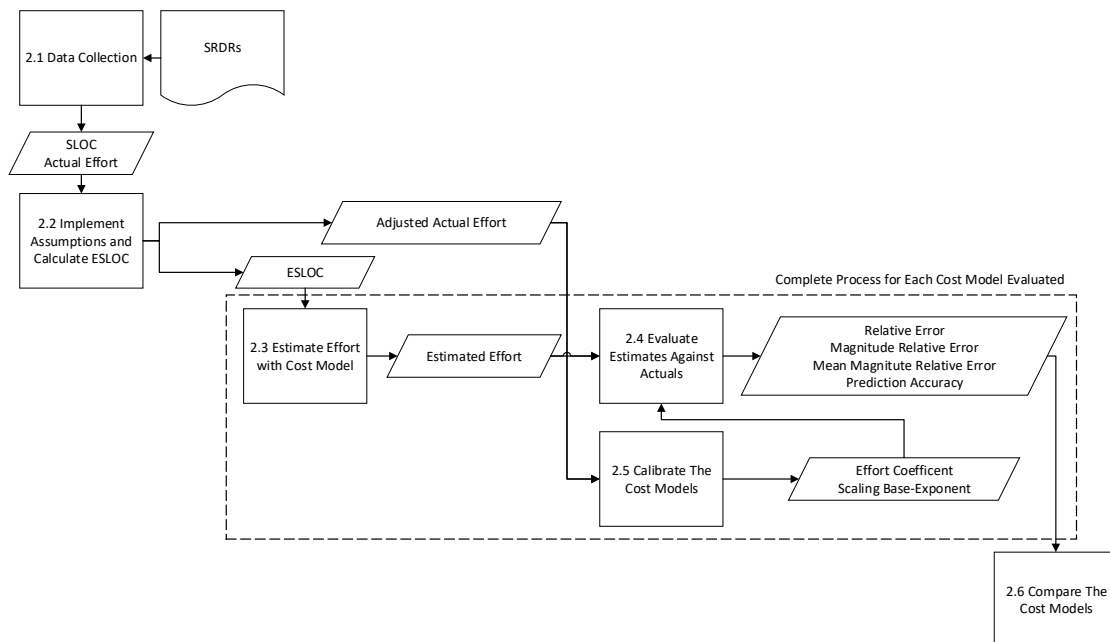 2.1 Data Collection
SRDRs
SLOC
Actual Effort
2.2 Implement
Assumptions and
Calculate ESLOC
Adjusted Actual Effort
ESLOC
Complete Process for Each Cost Model Evaluated
2.3 Estimate Effort
with Cost Model
Estimated Effort
2.4 Evaluate
Estimates Against
Actuals
Relative Error
Magnitude Relative Error
Mean Magnitute Relative Error
Prediction Accuracy
2.5 Calibrate The
Cost Models
Effort Coefficent
Scaling Base-Exponent
2.6 Compare The
Cost Models